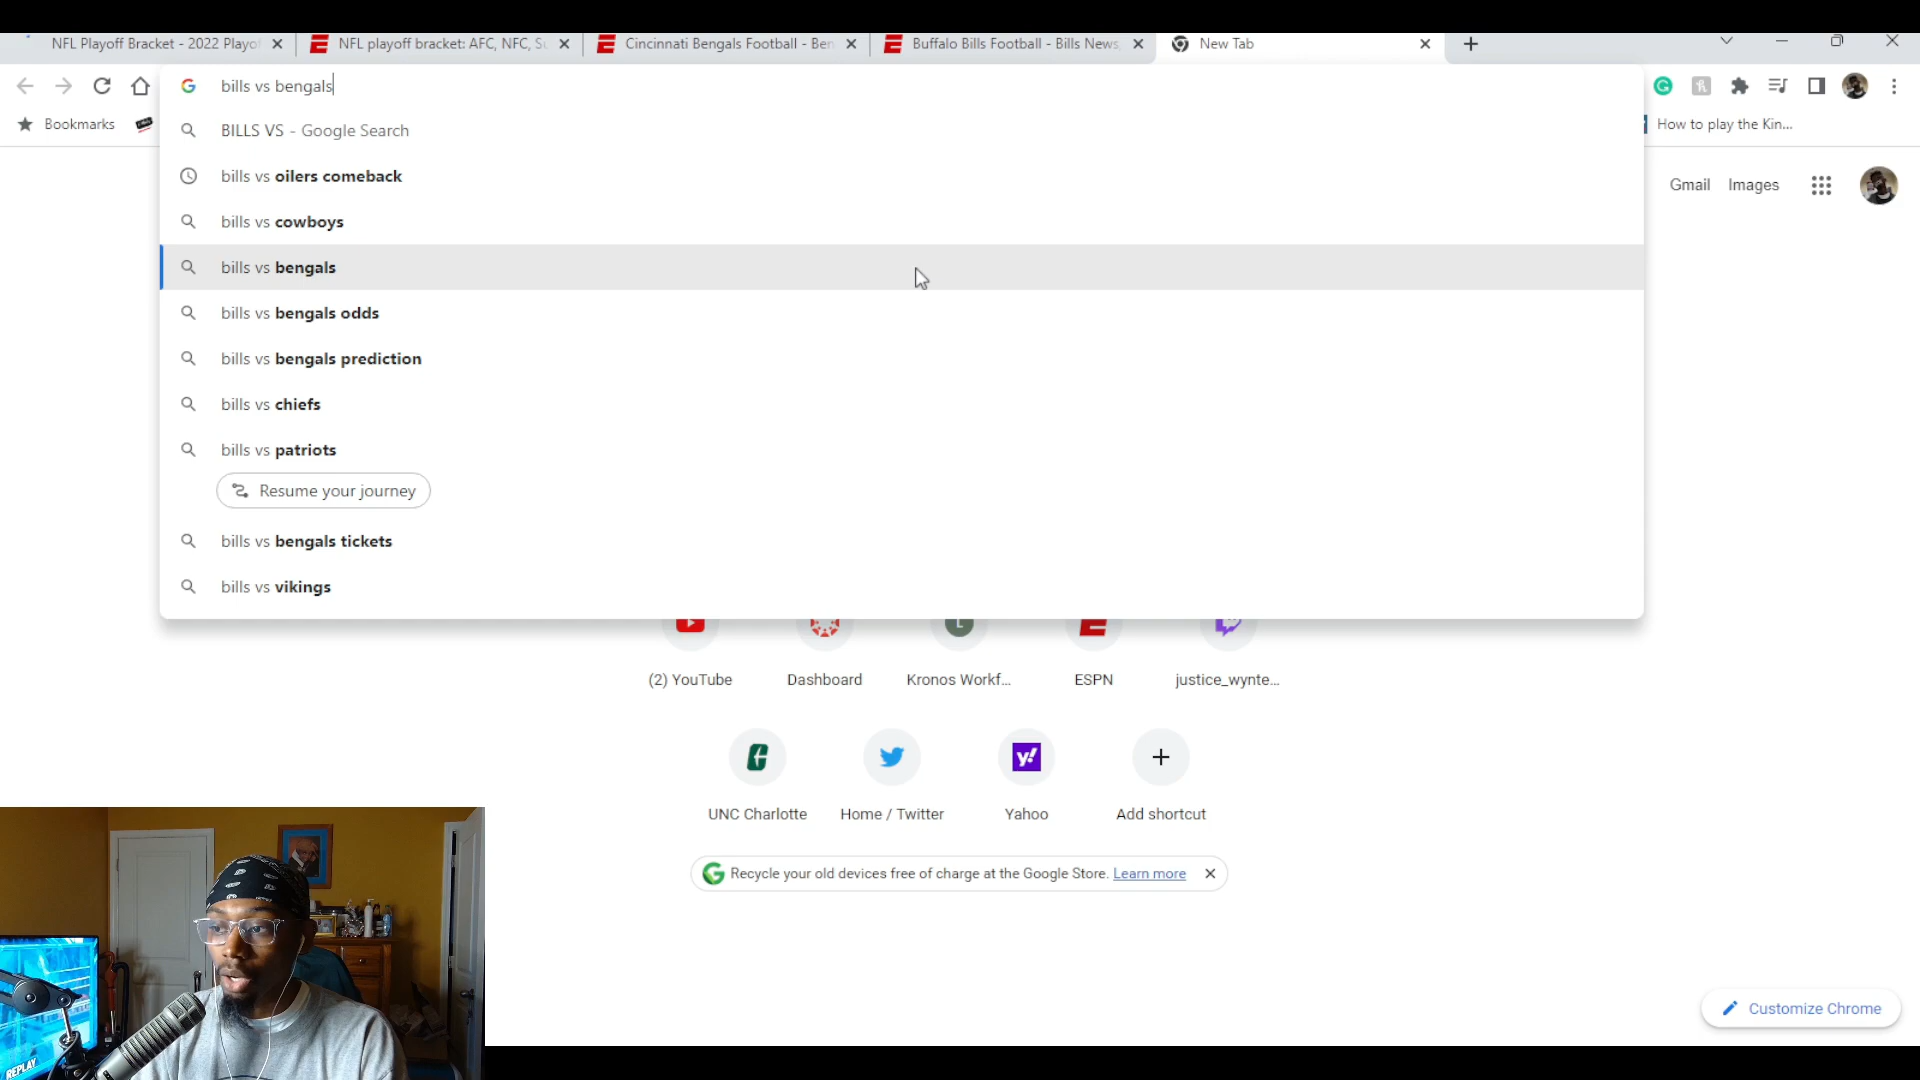 NFL Playoff Bracket - 2022 Playo
NFL playoff bracket: AFC, NFC, Su
Cincinnati Bengals Football - Ben
Buffalo Bills Football - Bills News,
New Tab
bills vs bengals
Bookmarks
How to play the Kin...
BILLS VS - Google Search
bills vs oilers comeback
bills vs cowboys
bills vs bengals
bills vs bengals odds
bills vs bengals prediction
bills vs chiefs
bills vs patriots
Resume your journey
bills vs bengals tickets
bills vs vikings
Gmail Images
(2) YouTube
Dashboard
Kronos Workf...
ESPN
justice_wynte...
UNC Charlotte
Home / Twitter
Yahoo
Add shortcut
Recycle your old devices free of charge at the Google Store. Learn more
Customize Chrome
REPLAY